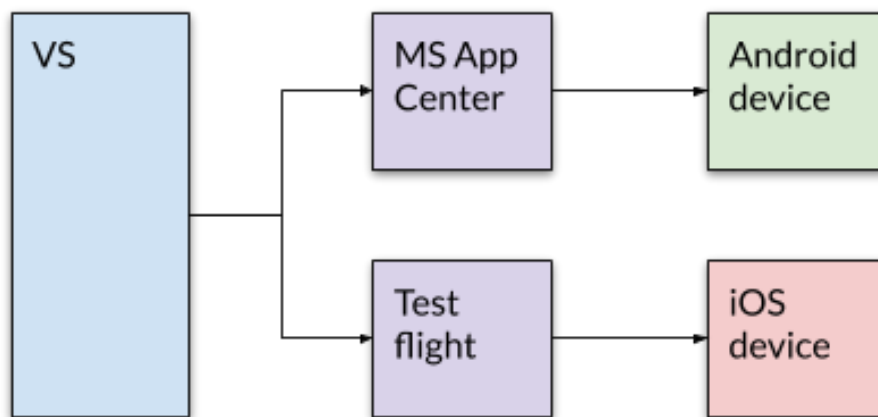 VS
MS App
Center
Android
device
Test
flight
iOS
device